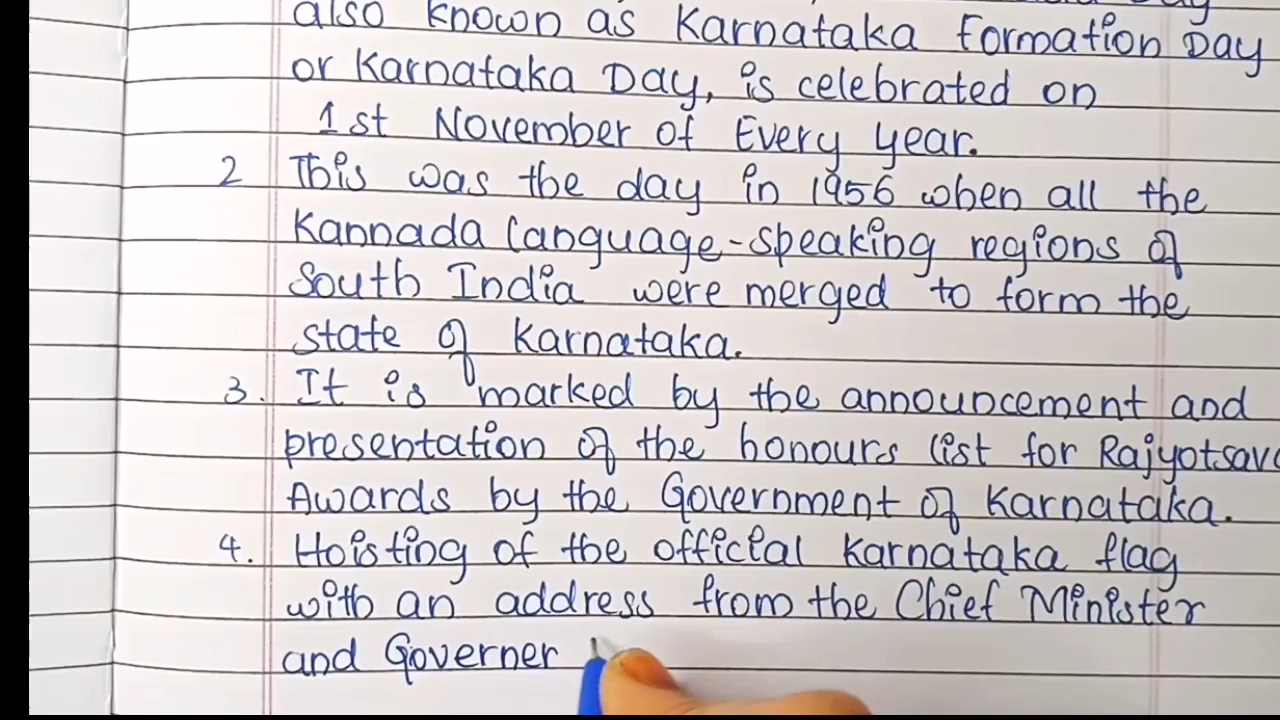 also known as Karnataka Formation Day
or Karnataka Day, is celebrated on
1st November of Every year.
2 This was the day in 1956 when all the
Kannada Language-speaking regions of
South India were merged to form the
state of Karnataka.
3. It is marked by the announcement and
presentation of the honours list for Rajyotsava
Awards by the Government of Karnataka.
4. Hoisting of the official Karnataka flag
with an address from the Chief Minister
and Governer